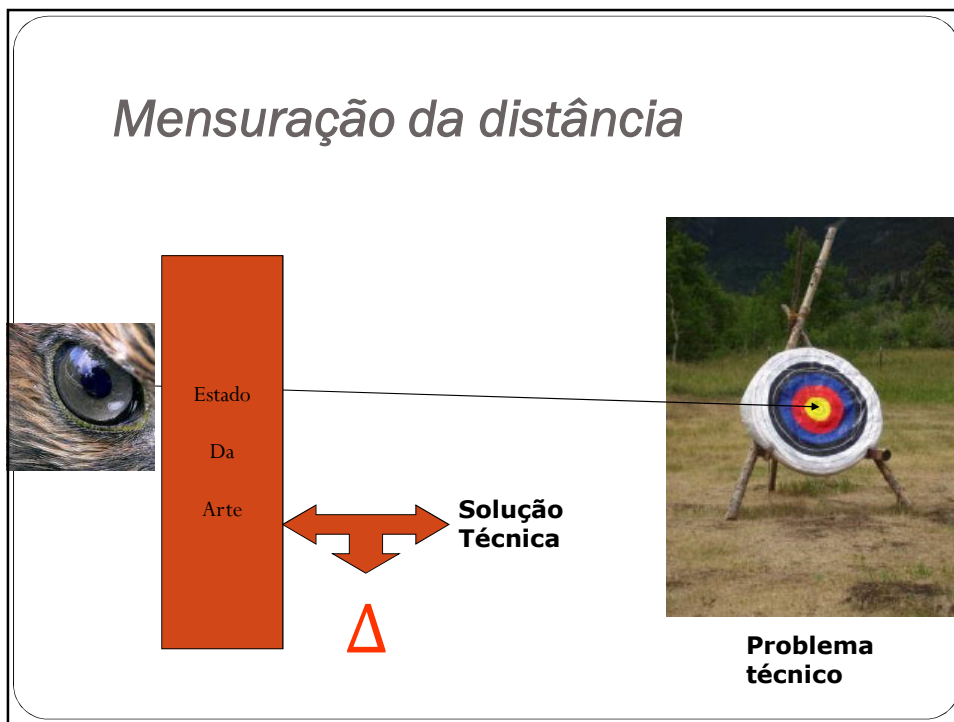 Mensuração da distância
Estado
Da
Arte
Solução
Técnica
Δ
Problema
técnico